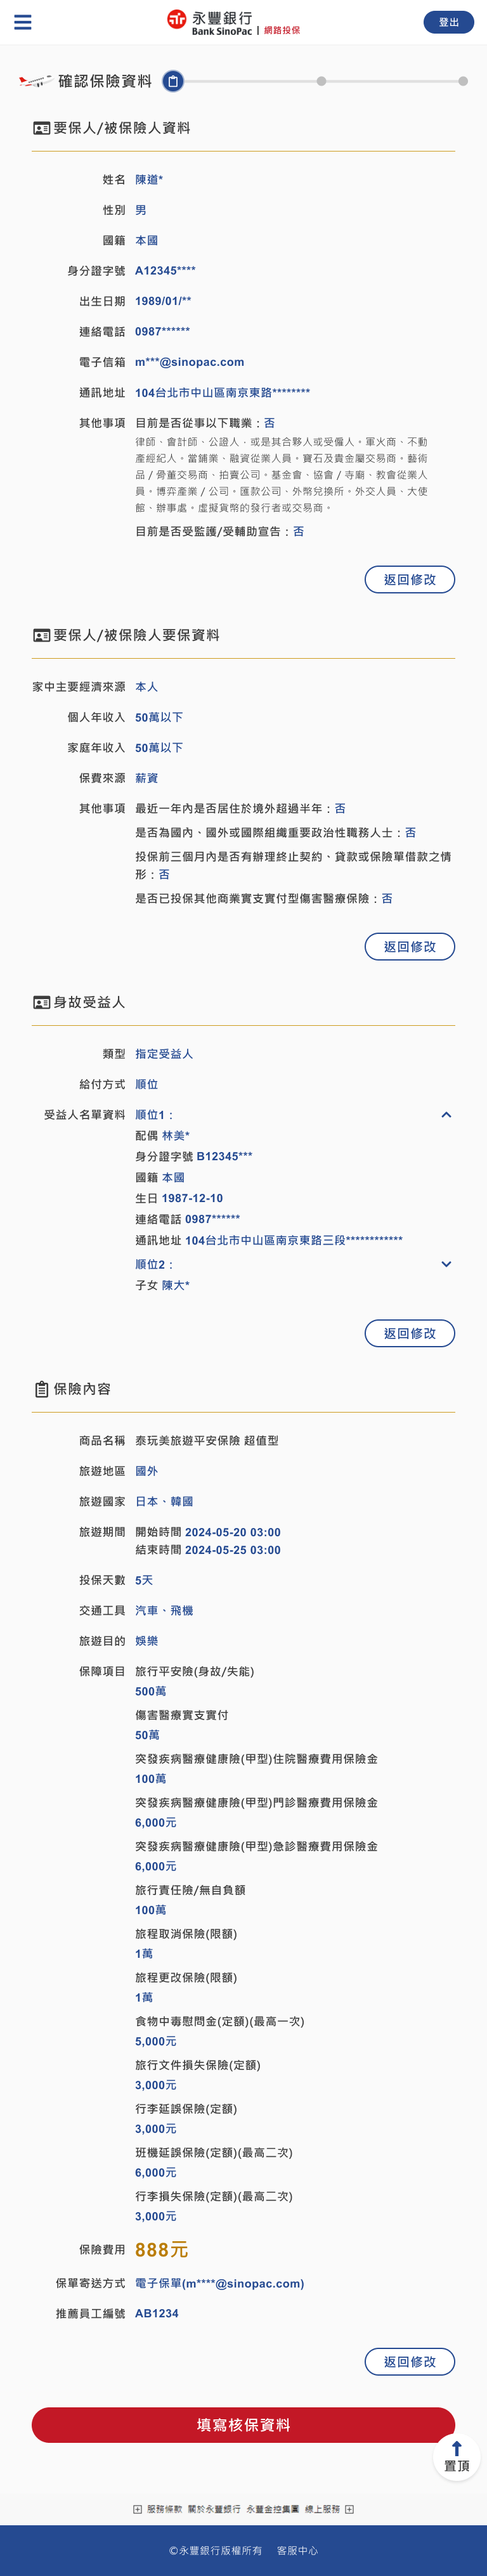 永豐銀行
Bank SinoPac | 網路投保
登出
確認保險資料
要保人/被保險人資料
姓名 陳道*
性別 男
國籍 本國
身分證字號 A12345****
出生日期 1989/01/**
連絡電話 0987******
電子信箱 m***@sinopac.com
通訊地址 104台北市中山區南京東路********
其他事項 目前是否從事以下職業：否
律師、會計師、公證人，或是其合夥人或受僱人。軍火商、不動
產經紀人。當鋪業、融資從業人員。寶石及貴金屬交易商。藝術
品 / 骨董交易商、拍賣公司。基金會、協會 / 寺廟、教會從業人
員。博弈產業 / 公司。匯款公司、外幣兌換所。外交人員、大使
館、辦事處。虛擬貨幣的發行者或交易商。
目前是否受監護/受輔助宣告：否
返回修改
要保人/被保險人要保資料
家中主要經濟來源 本人
個人年收入 50萬以下
家庭年收入 50萬以下
保費來源 薪資
其他事項 最近一年內是否居住於境外超過半年：否
是否為國內、國外或國際組織重要政治性職務人士：否
投保前三個月內是否有辦理終止契約、貸款或保險單借款之情
形：否
是否已投保其他商業實支實付型傷害醫療保險：否
返回修改
身故受益人
類型 指定受益人
給付方式 順位
受益人名單資料 順位1：
配偶 林美*
身分證字號 B12345***
國籍 本國
生日 1987-12-10
連絡電話 0987******
通訊地址 104台北市中山區南京東路三段************
順位2：
子女 陳大*
返回修改
保險內容
商品名稱 泰玩美旅遊平安保險 超值型
旅遊地區 國外
旅遊國家 日本、韓國
旅遊期間 開始時間 2024-05-20 03:00
結束時間 2024-05-25 03:00
投保天數 5天
交通工具 汽車、飛機
旅遊目的 娛樂
保障項目 旅行平安險(身故/失能)
500萬
傷害醫療實支實付
50萬
突發疾病醫療健康險(甲型)住院醫療費用保險金
100萬
突發疾病醫療健康險(甲型)門診醫療費用保險金
6,000元
突發疾病醫療健康險(甲型)急診醫療費用保險金
6,000元
旅行責任險/無自負額
100萬
旅程取消保險(限額)
1萬
旅程更改保險(限額)
1萬
食物中毒慰問金(定額)(最高一次)
5,000元
旅行文件損失保險(定額)
3,000元
行李延誤保險(定額)
3,000元
班機延誤保險(定額)(最高二次)
6,000元
行李損失保險(定額)(最高二次)
3,000元
保險費用 888元
保單寄送方式 電子保單(m****@sinopac.com)
推薦員工編號 AB1234
返回修改
填寫核保資料
置頂
服務條款 關於永豐銀行 永豐金控集團 線上服務
©永豐銀行版權所有 客服中心